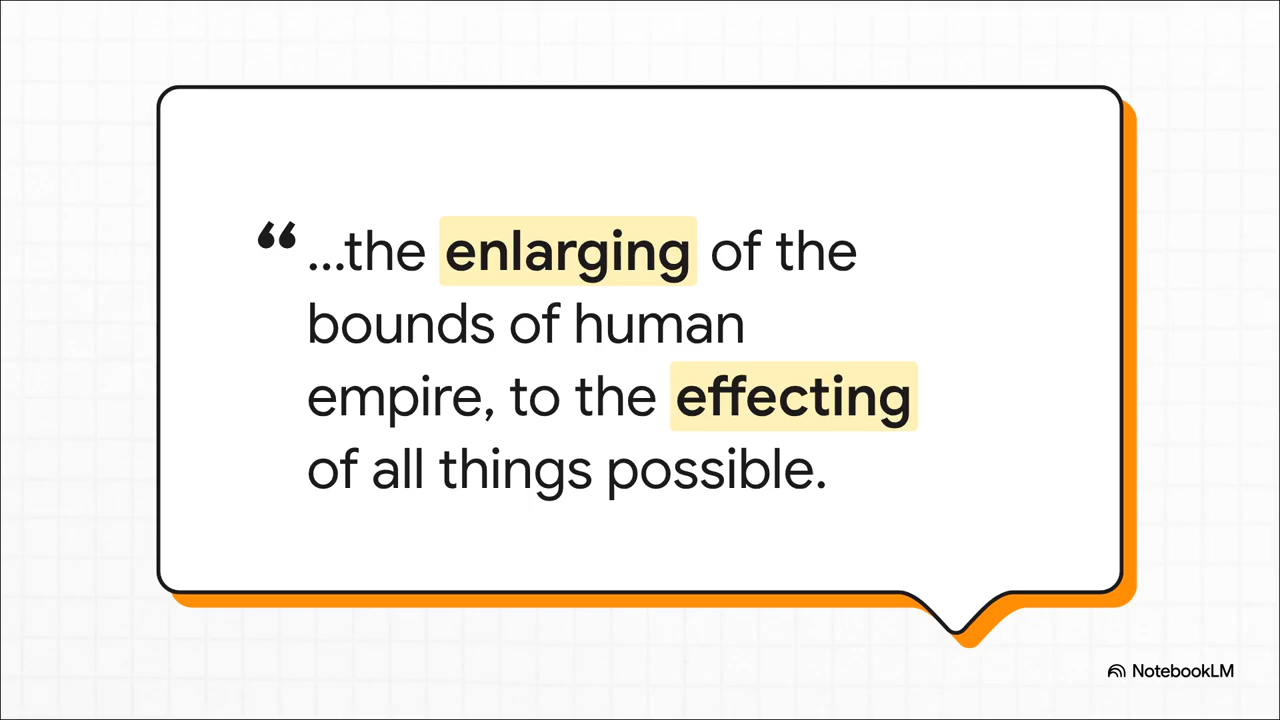 “ ...the enlarging of the
bounds of human
empire, to the effecting
of all things possible.
NotebookLM